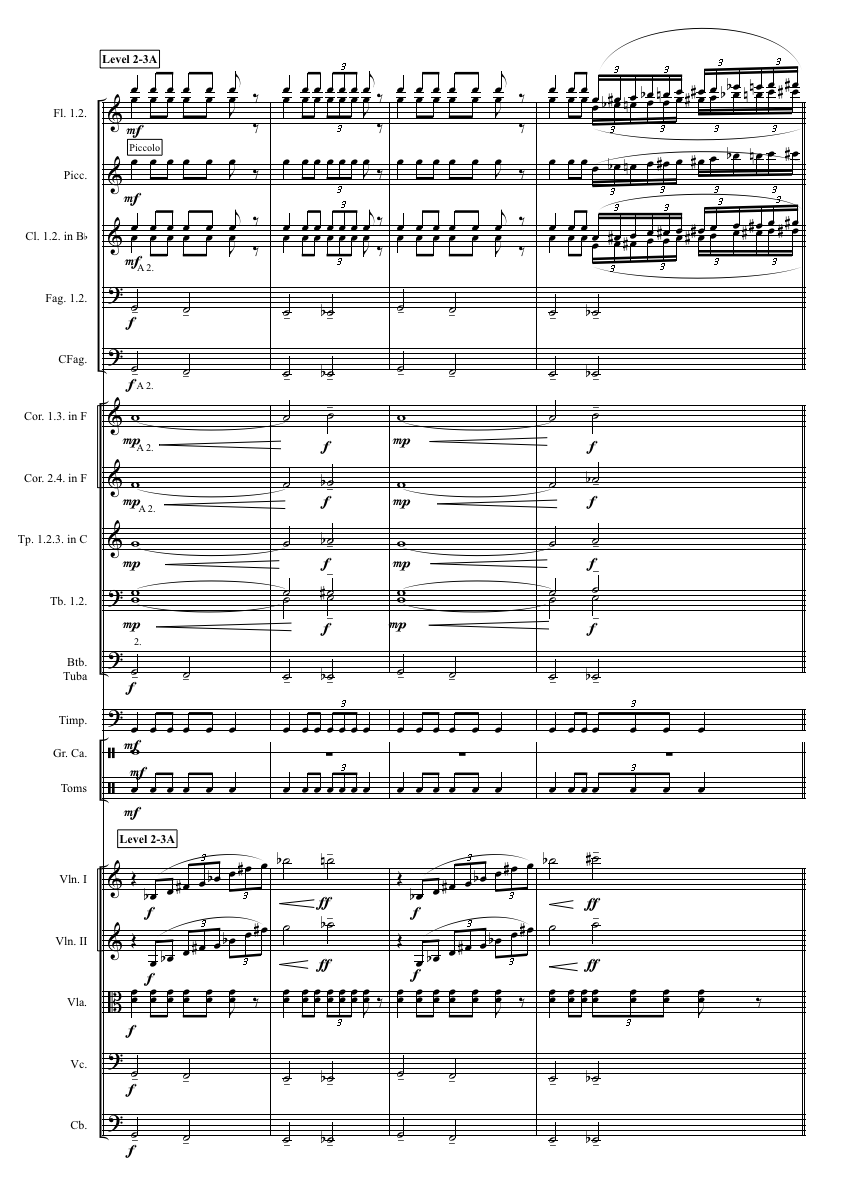 Level 2-3A
3
3
3
Fl. 1.2.
mf
3
3
3
Piccolo
Picc.
mf
3
3
3
3
3
3
Cl. 1.2. in B♭
mf
A 2.
3
3
3
Fag. 1.2.
f
CFag.
f
A 2.
Cor. 1.3. in F
mp
A 2.
f
mp
f
Cor. 2.4. in F
mp
A 2.
f
mp
f
Tp. 1.2.3. in C
mp
f
mp
f
Tb. 1.2.
mp
f
mp
f
2.
Btb.
Tuba
f
3
3
3
Timp.
mf
Gr. Ca.
mf
3
3
3
Toms
mf
Level 2-3A
3
3
Vln. I
3
3
f
ff
f
ff
3
3
Vln. II
3
3
f
ff
f
ff
Vla.
f
3
3
3
Vc.
f
Cb.
f